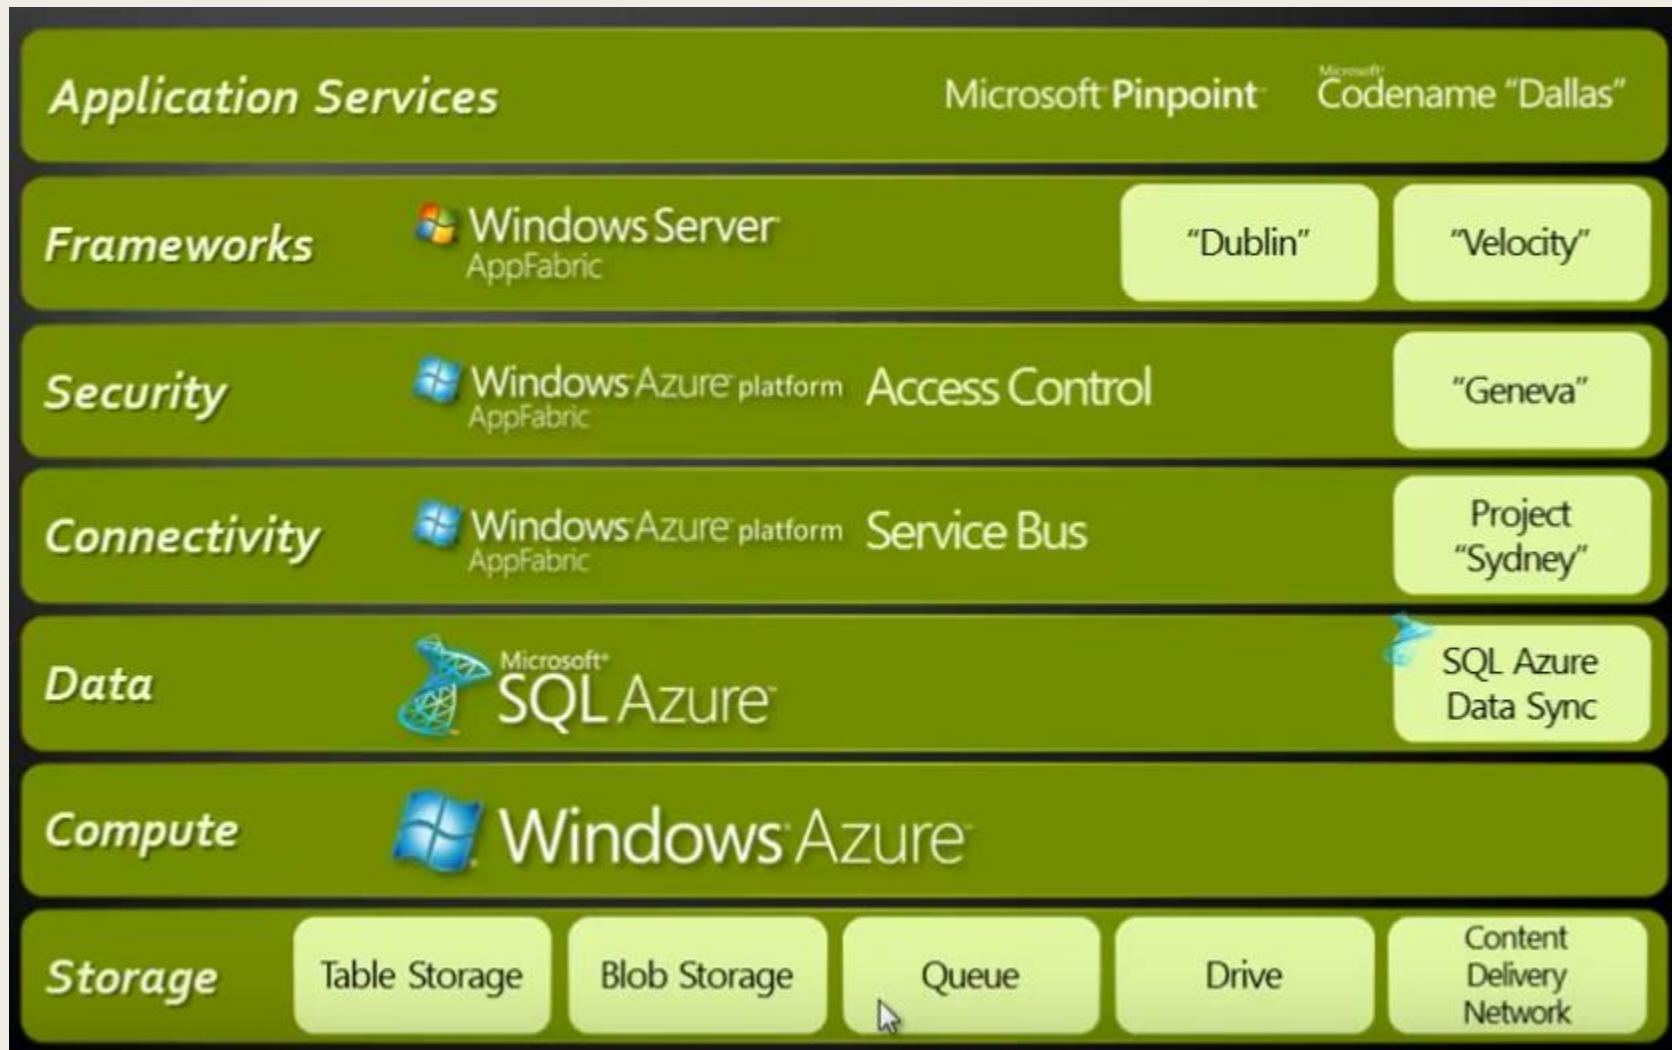 Application Services
Microsoft Pinpoint
Microsoft®
Codename "Dallas"
Frameworks
Windows Server
AppFabric
"Dublin"
"Velocity"
Security
Windows Azure platform
AppFabric
Access Control
"Geneva"
Connectivity
Windows Azure platform
AppFabric
Service Bus
Project
"Sydney"
Data
Microsoft®
SQL Azure™
SQL Azure
Data Sync
Compute
Windows Azure™
Storage
Table Storage
Blob Storage
Queue
Drive
Content
Delivery
Network